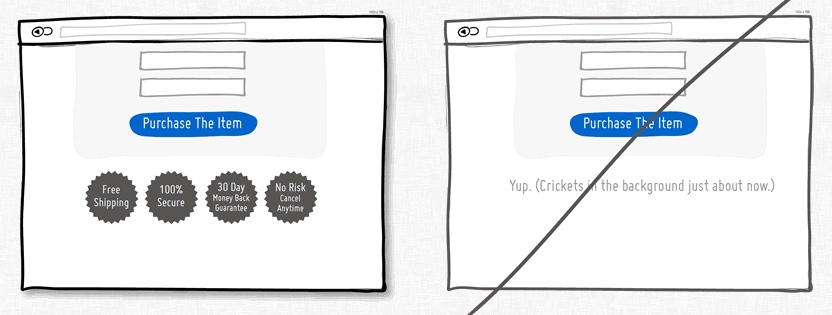 Purchase The Item
Free
Shipping
100%
Secure
30 Day
Money Back
Guarantee
No Risk
Cancel
Anytime
Purchase The Item
Yup. (Crickets in the background just about now.)